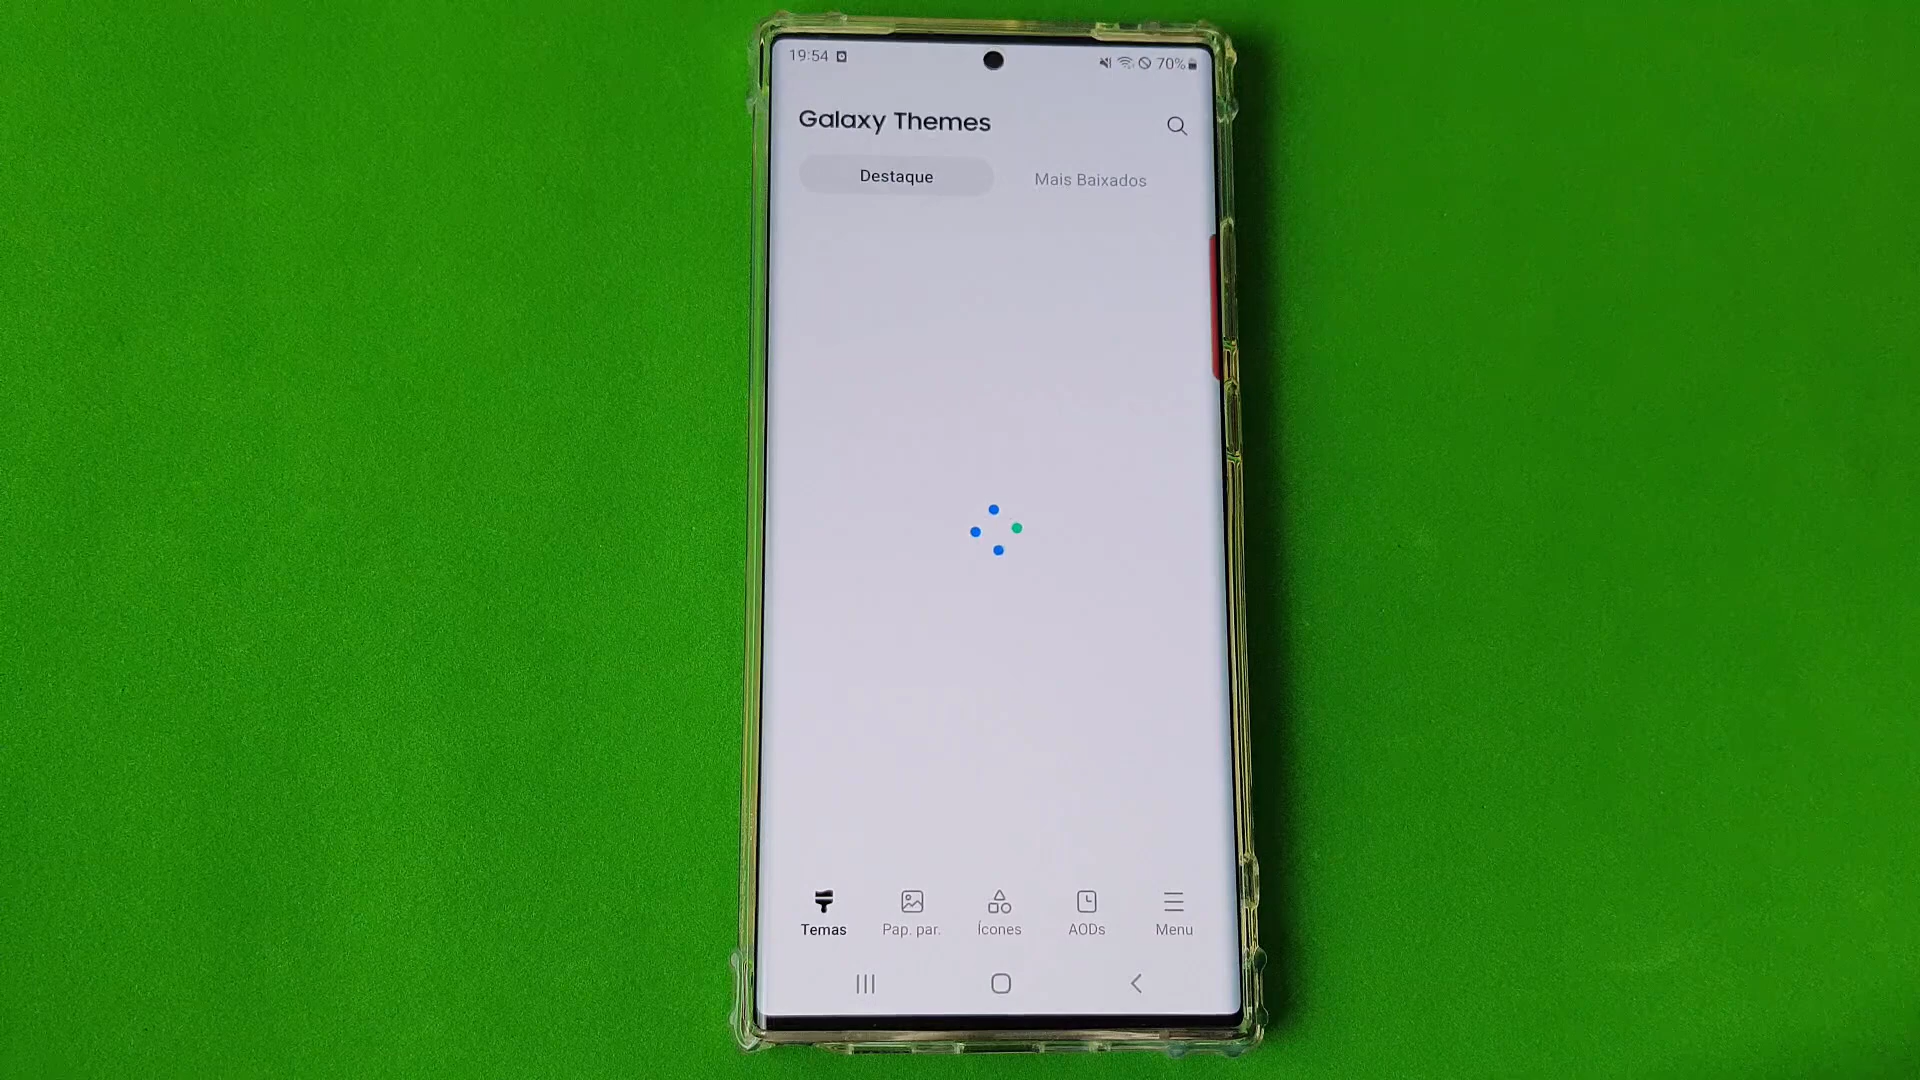 19:54
70%
Galaxy Themes
Destaque
Mais Baixados
Temas
Pap. par.
Ícones
AODs
Menu